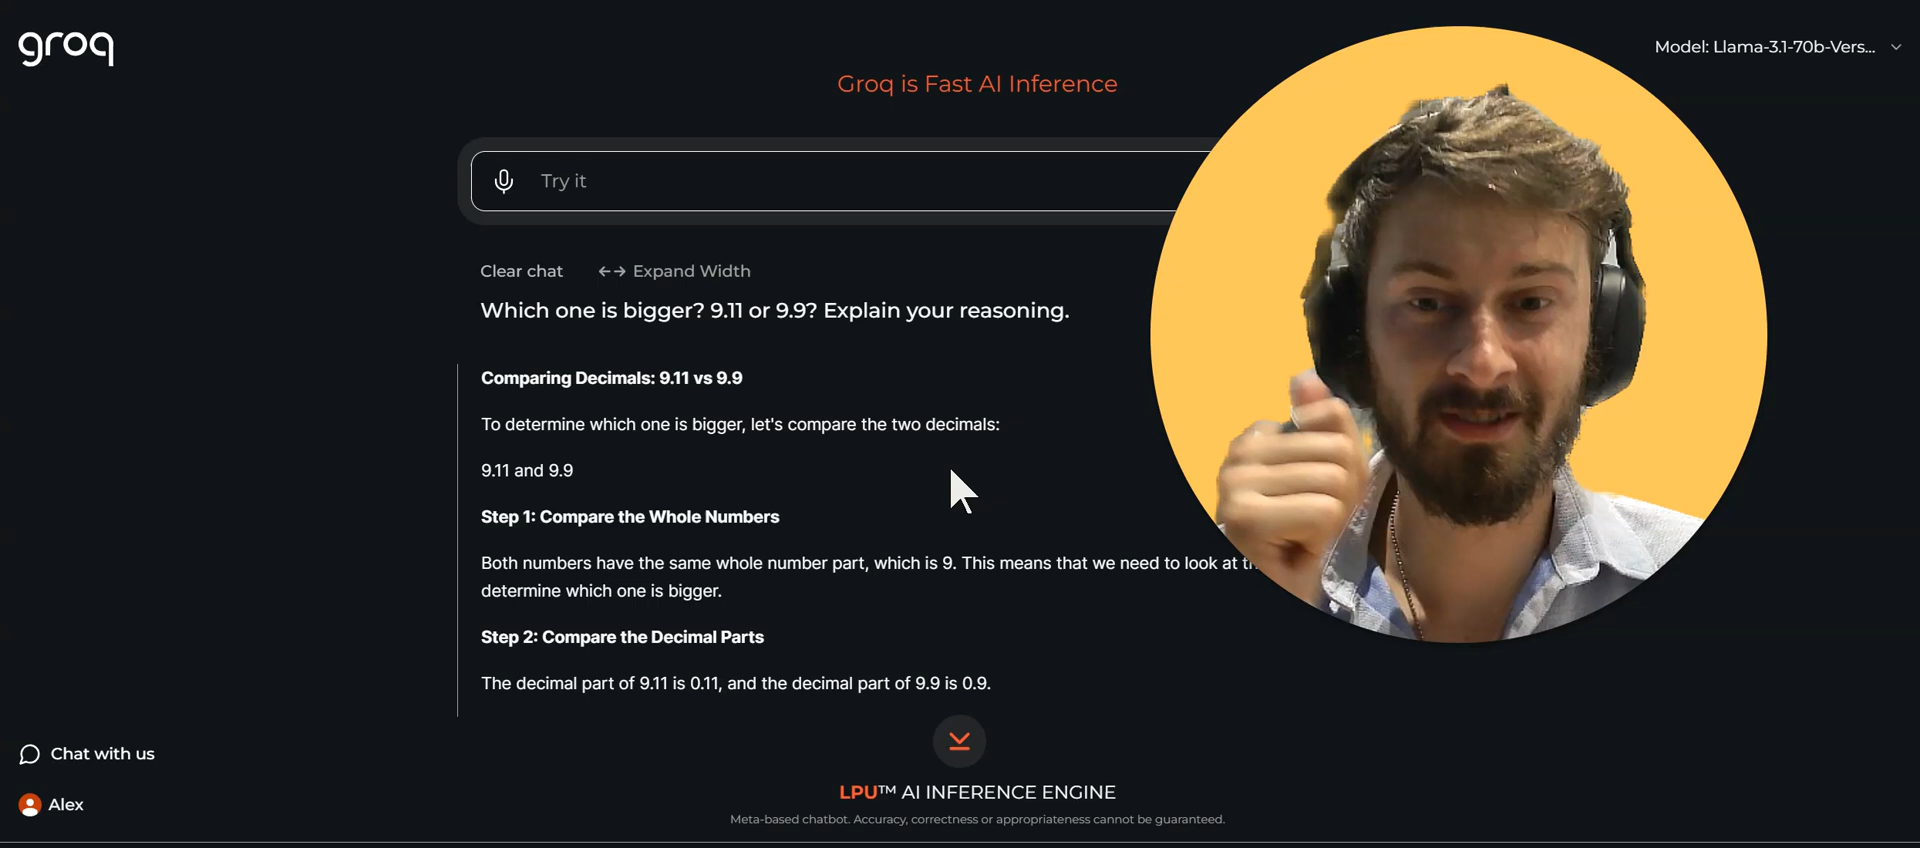 groq
Model: Llama-3.1-70b-Vers...
Groq is Fast AI Inference
Try it
Clear chat
Expand Width
Which one is bigger? 9.11 or 9.9? Explain your reasoning.
Comparing Decimals: 9.11 vs 9.9
To determine which one is bigger, let's compare the two decimals:
9.11 and 9.9
Step 1: Compare the Whole Numbers
Both numbers have the same whole number part, which is 9. This means that we need to look at
determine which one is bigger.
Step 2: Compare the Decimal Parts
The decimal part of 9.11 is 0.11, and the decimal part of 9.9 is 0.9.
Chat with us
Alex
LPU™ AI INFERENCE ENGINE
Meta-based chatbot. Accuracy, correctness or appropriateness cannot be guaranteed.